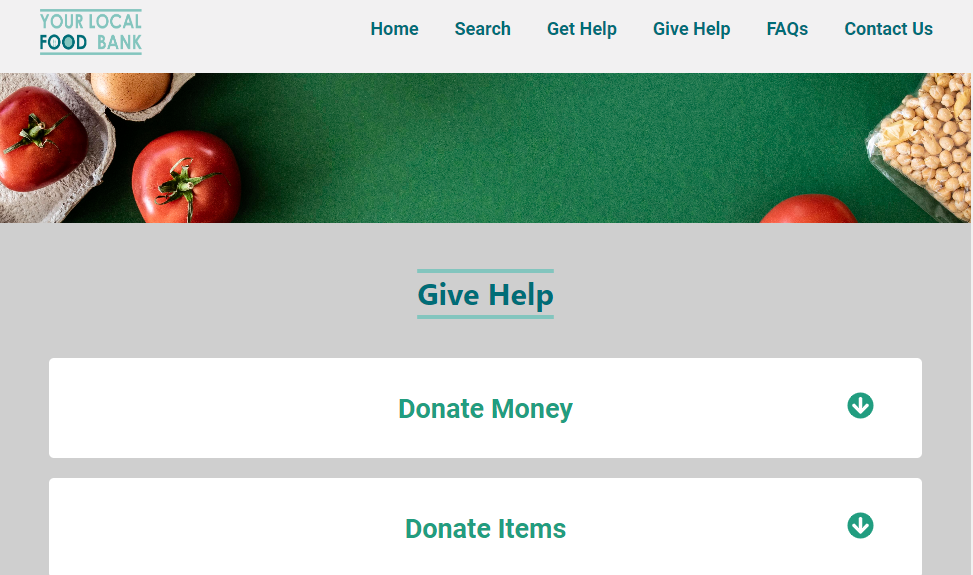 YOUR LOCAL
FOOD BANK
Home Search Get Help Give Help FAQs Contact Us
Give Help
Donate Money
Donate Items